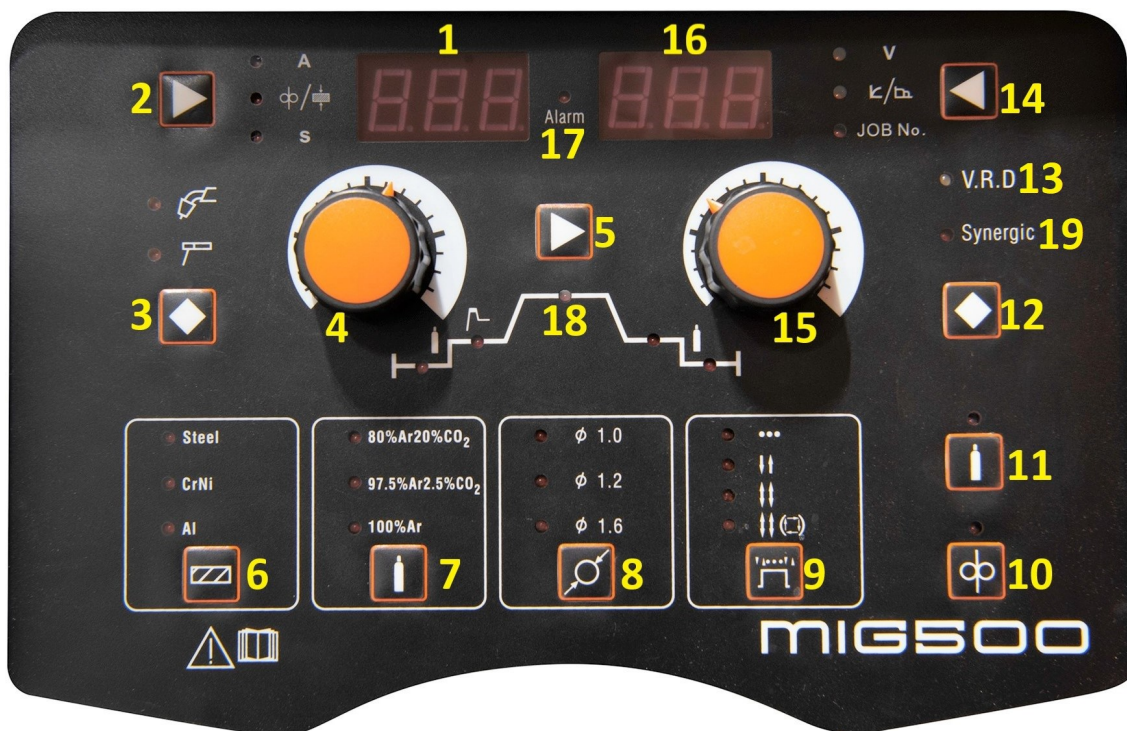 1
16
A
V
2
14
S
Alarm
17
JOB No.
V.R.D 13
Synergic 19
5
3
4
18
15
12
Steel
CrNi
Al
6
80%Ar20%CO₂
97.5%Ar2.5%CO₂
100%Ar
7
ϕ 1.0
ϕ 1.2
ϕ 1.6
8
9
11
10
MIG500